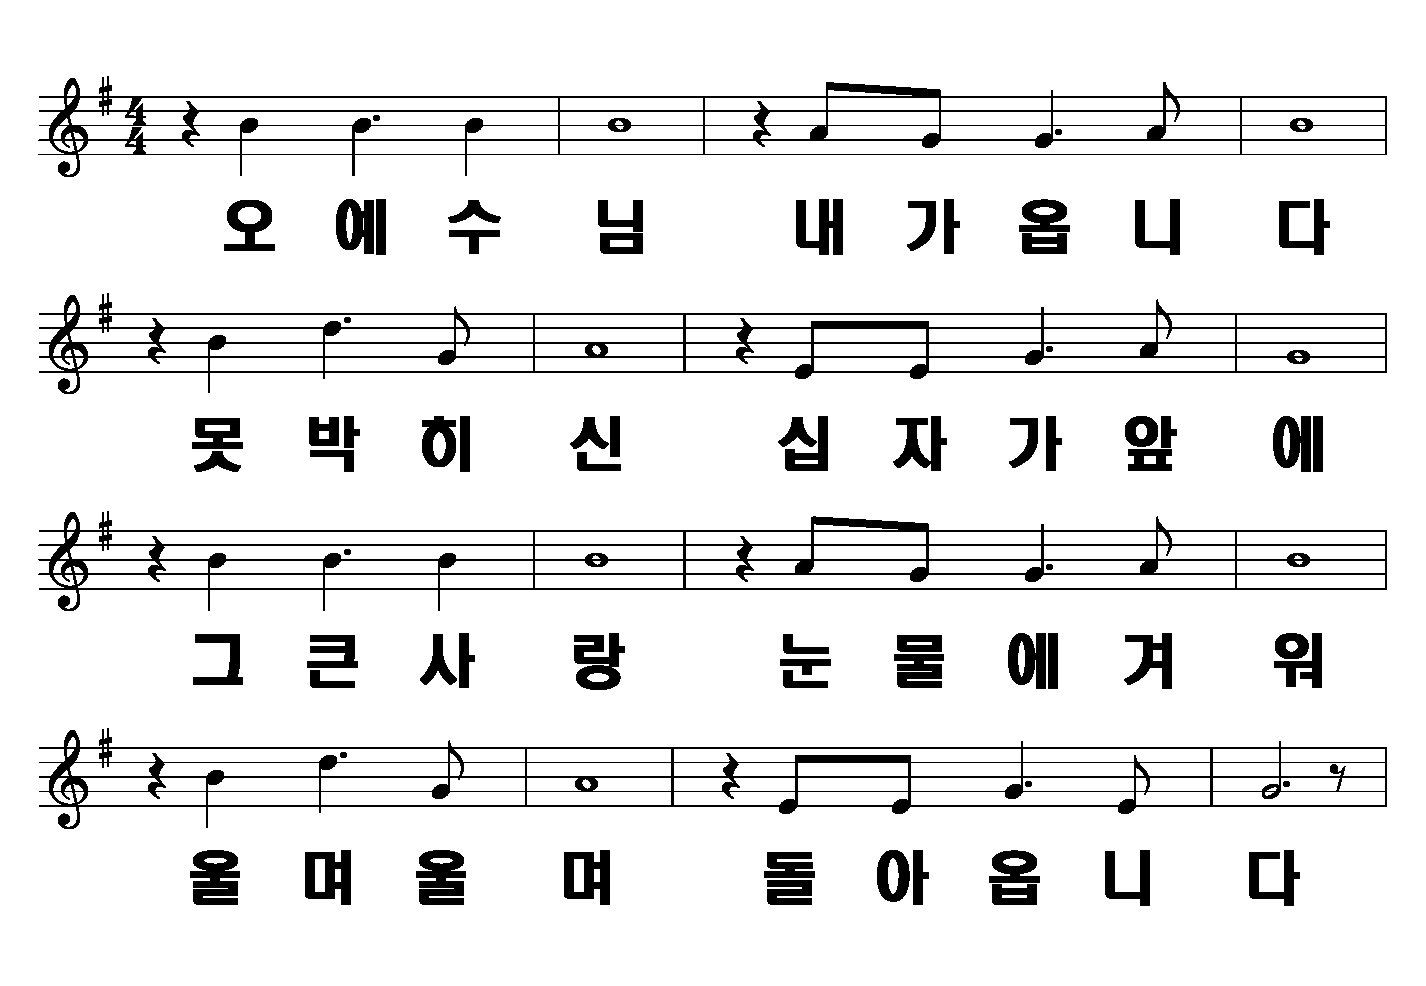 오 예 수 님 내 가 옵 니 다
못 박 히 신 십 자 가 앞 에
그 큰 사 랑 눈 물 에 겨 워
울 며 울 며 돌 아 옵 니 다